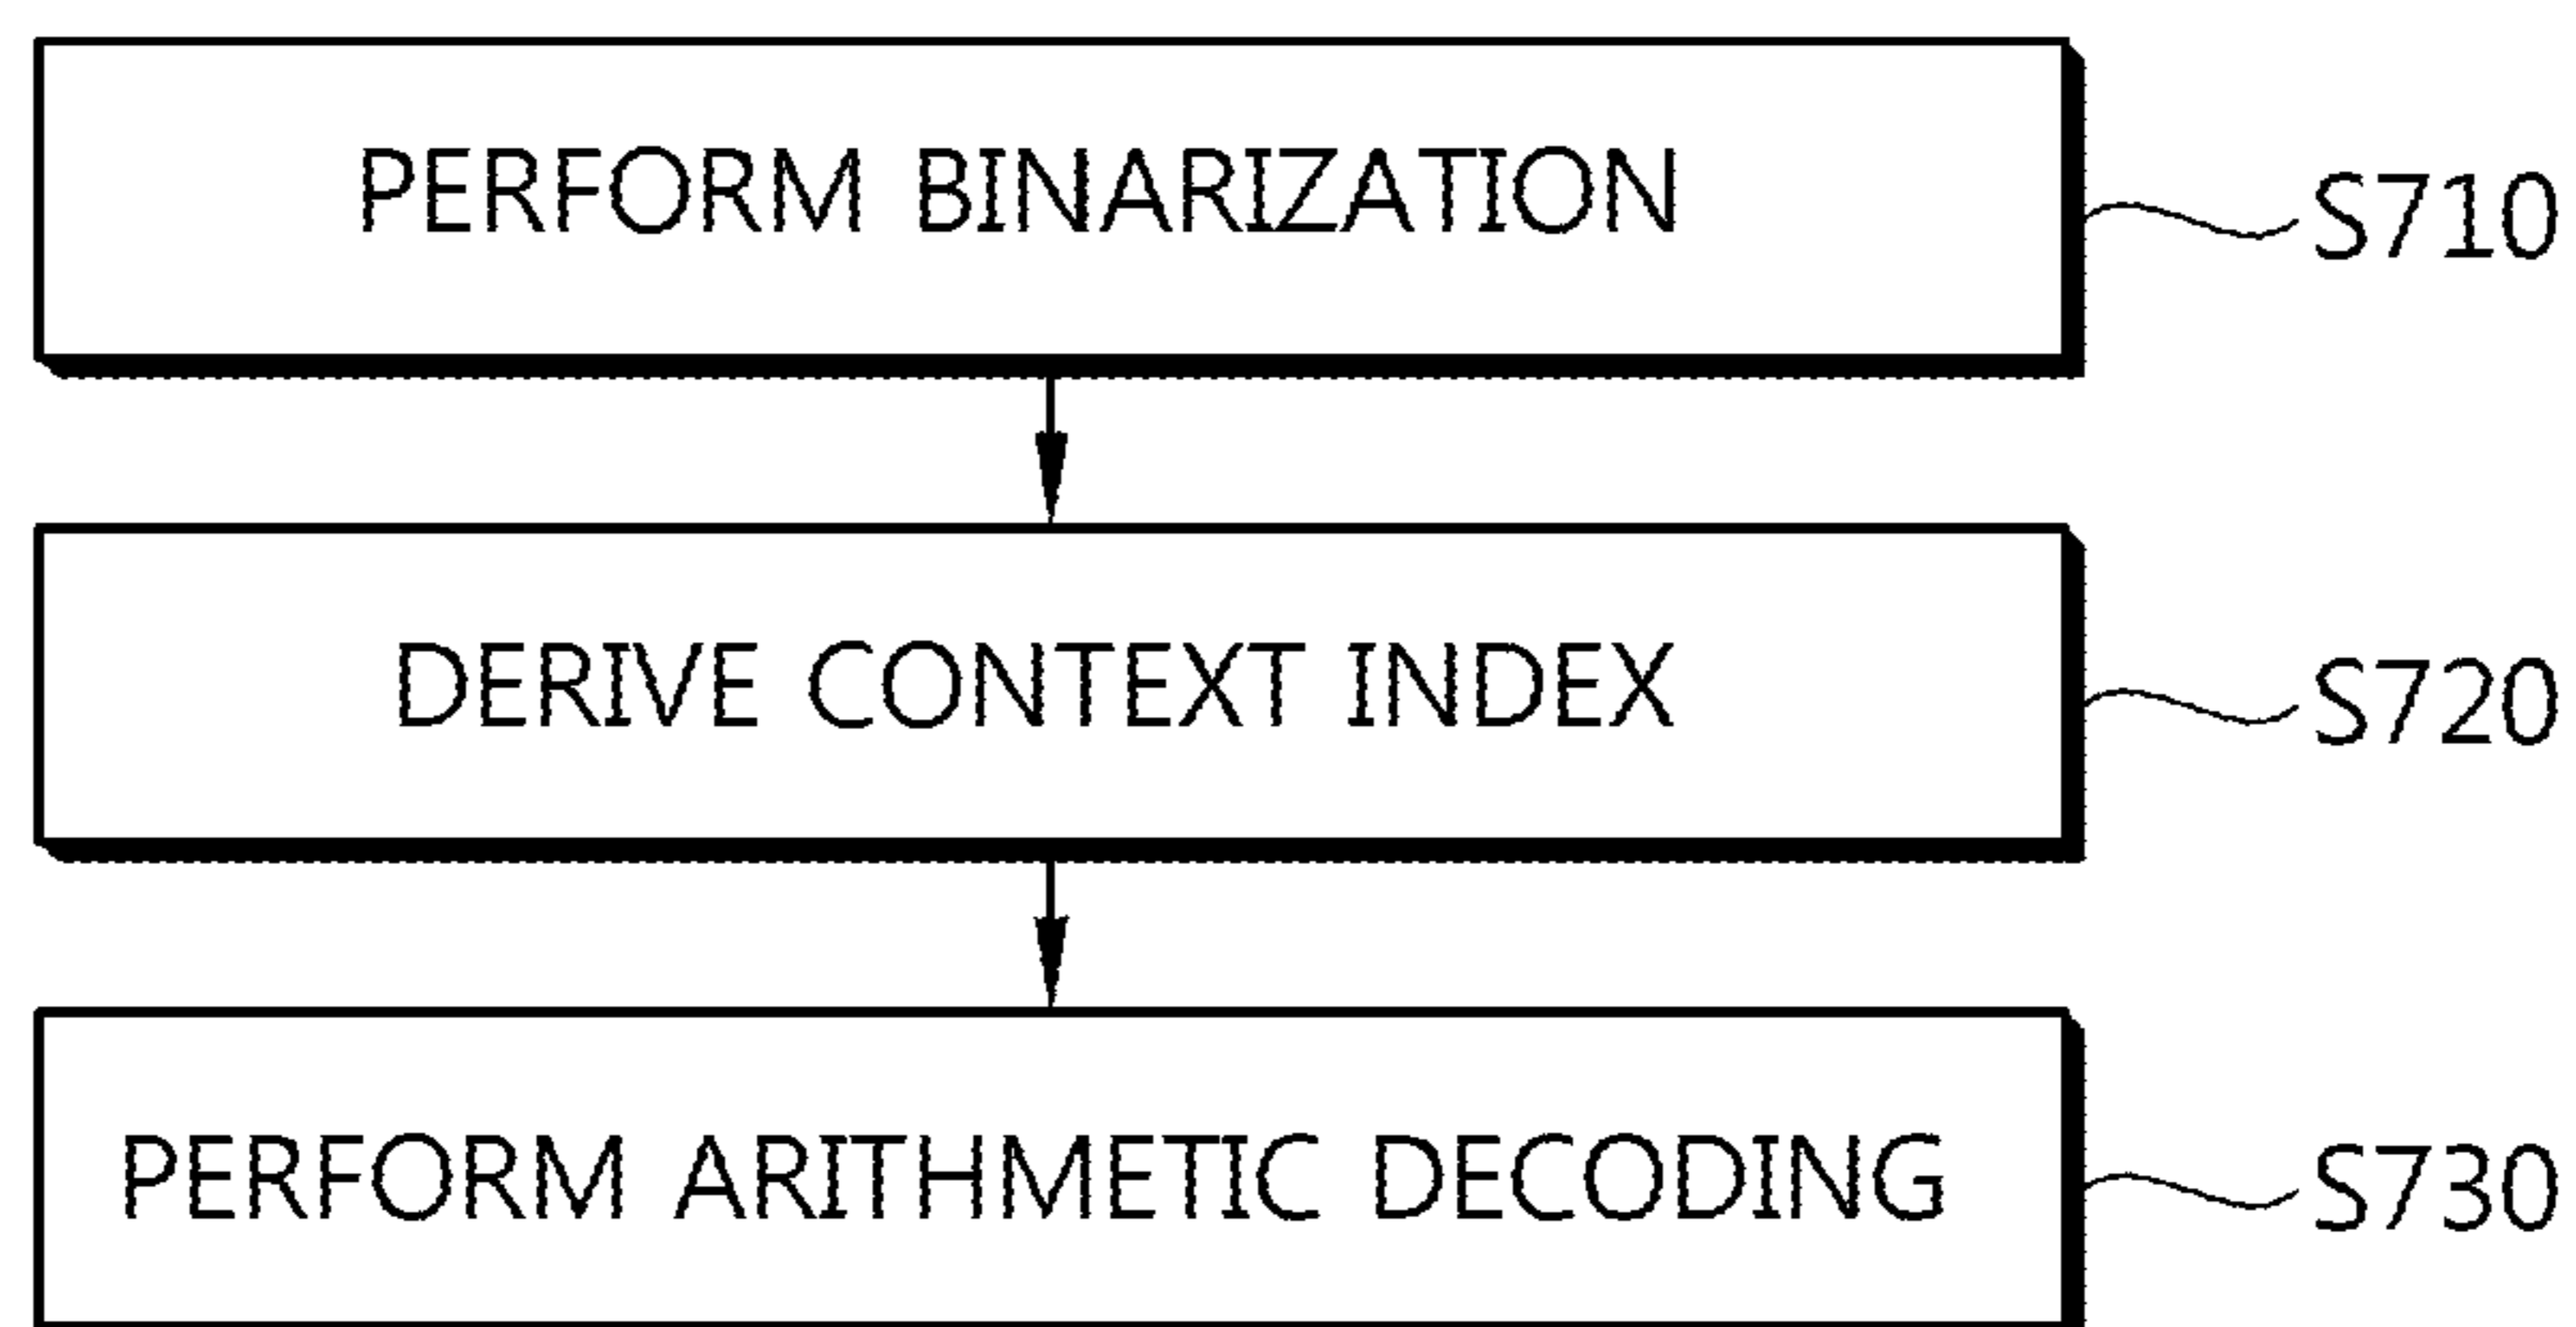 PERFORM BINARIZATION
S710
DERIVE CONTEXT INDEX
S720
PERFORM ARITHMETIC DECODING
S730